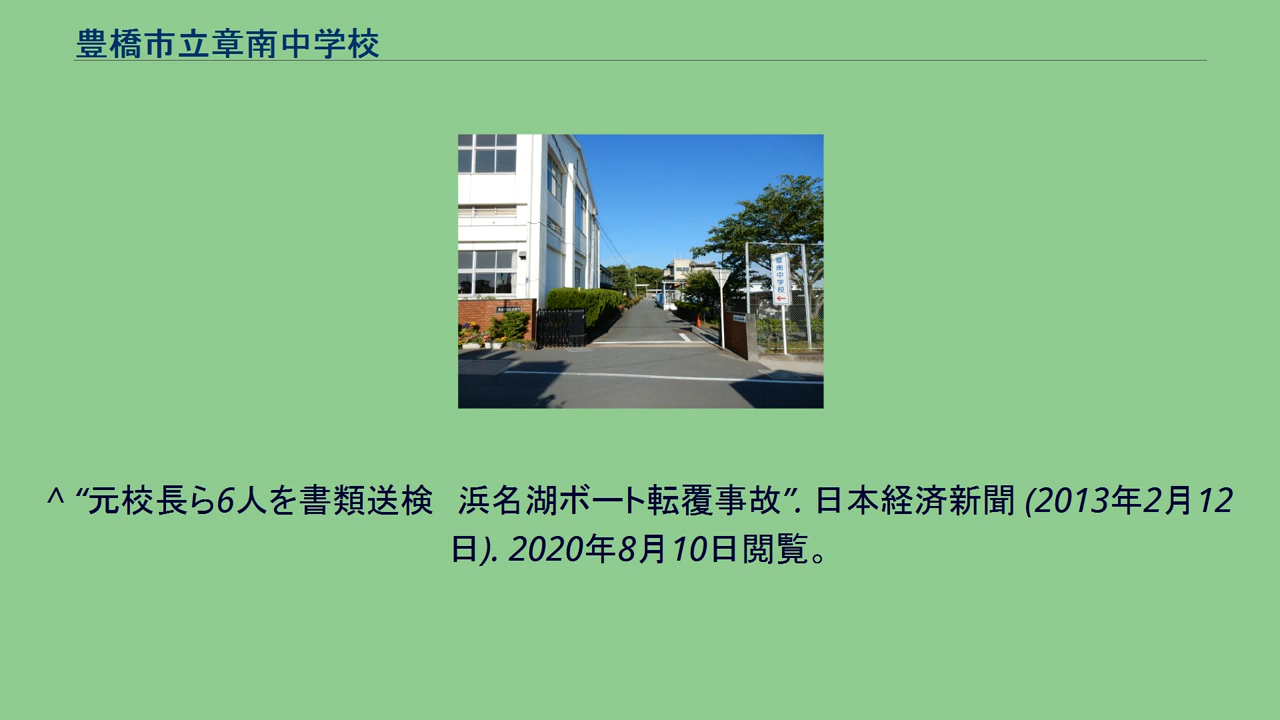 豊橋市立章南中学校
章南中学校
^ “元校長ら6人を書類送検　浜名湖ボート転覆事故”. 日本経済新聞 (2013年2月12
日). 2020年8月10日閲覧。